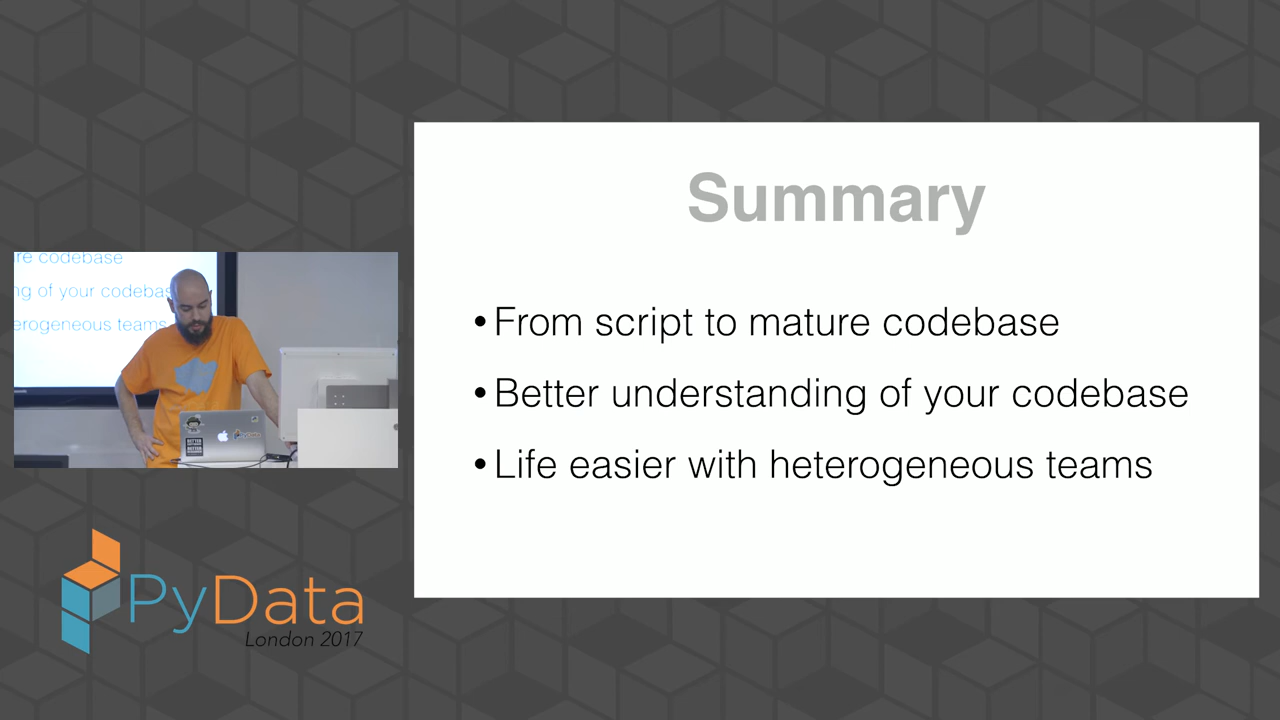 Summary
• From script to mature codebase
• Better understanding of your codebase
• Life easier with heterogeneous teams
re codebase
ng of your codebas
erogeneous teams
PyData
PyData
London 2017